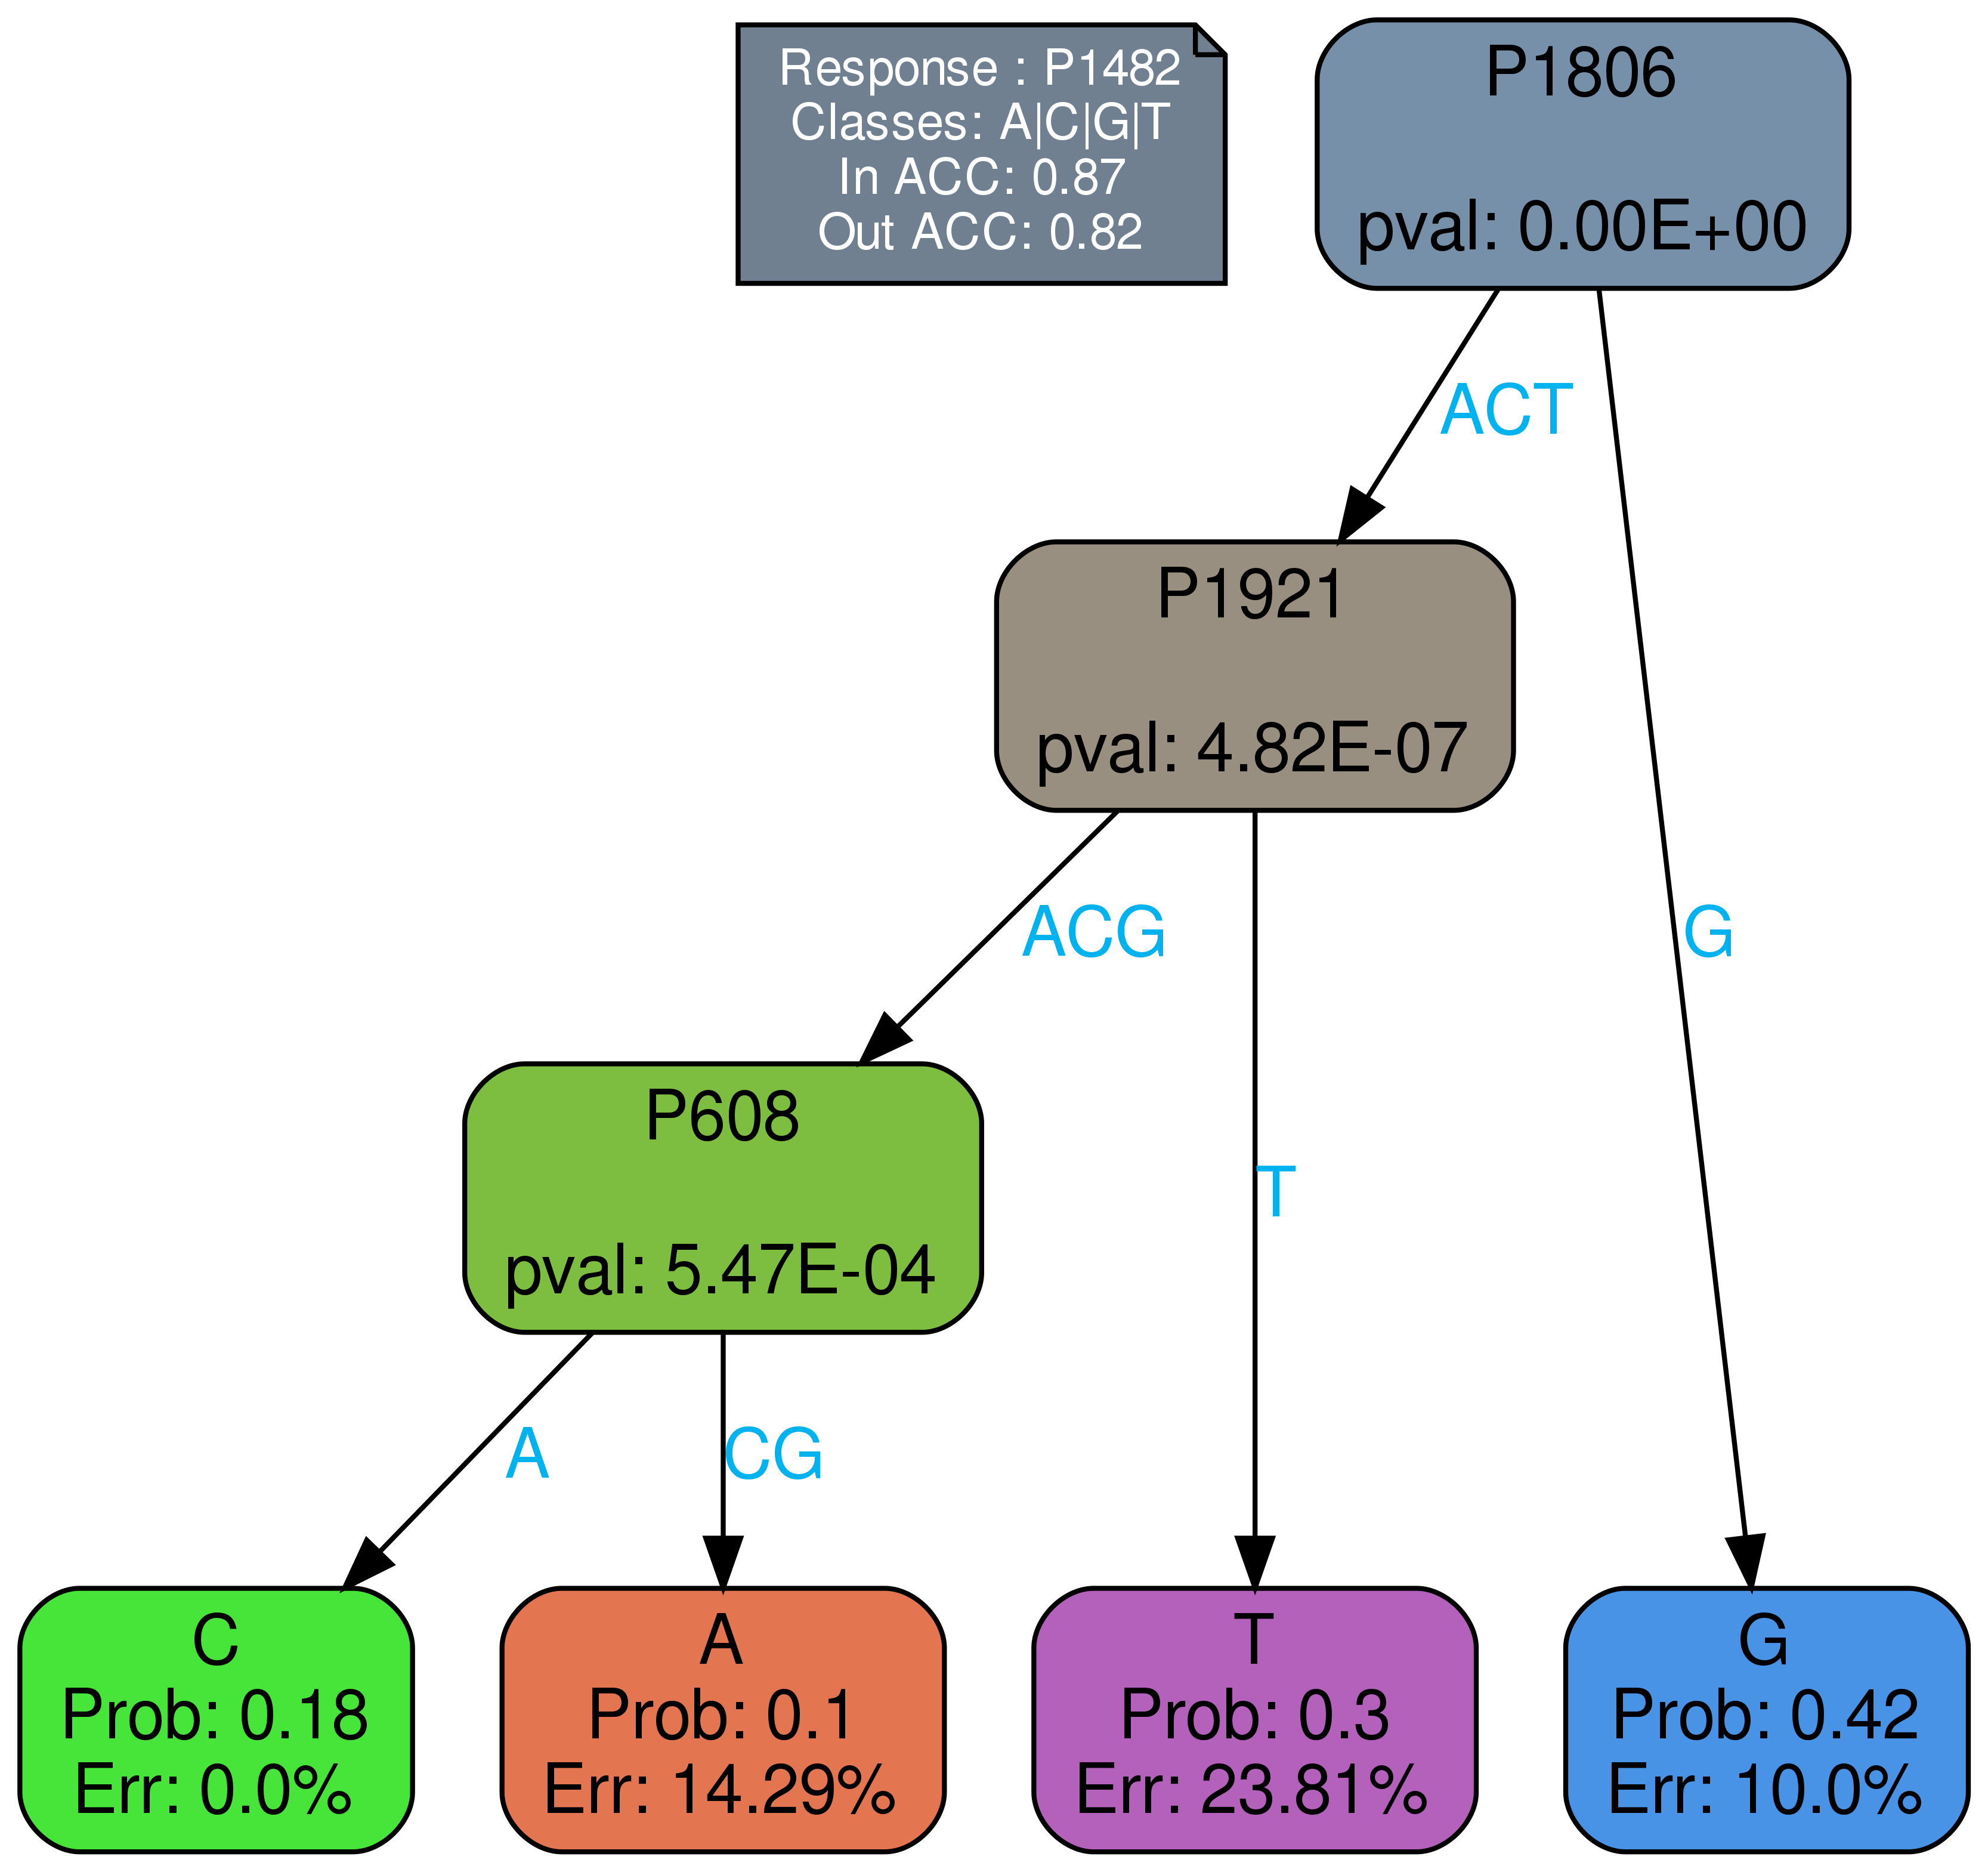 Response : P1482
Classes: A|C|G|T
In ACC: 0.87
Out ACC: 0.82
P1806
pval: 0.00E+00
ACT
P1921
pval: 4.82E-07
ACG
G
P608
pval: 5.47E-04
T
A
CG
C
Prob: 0.18
Err: 0.0%
A
Prob: 0.1
Err: 14.29%
T
Prob: 0.3
Err: 23.81%
G
Prob: 0.42
Err: 10.0%